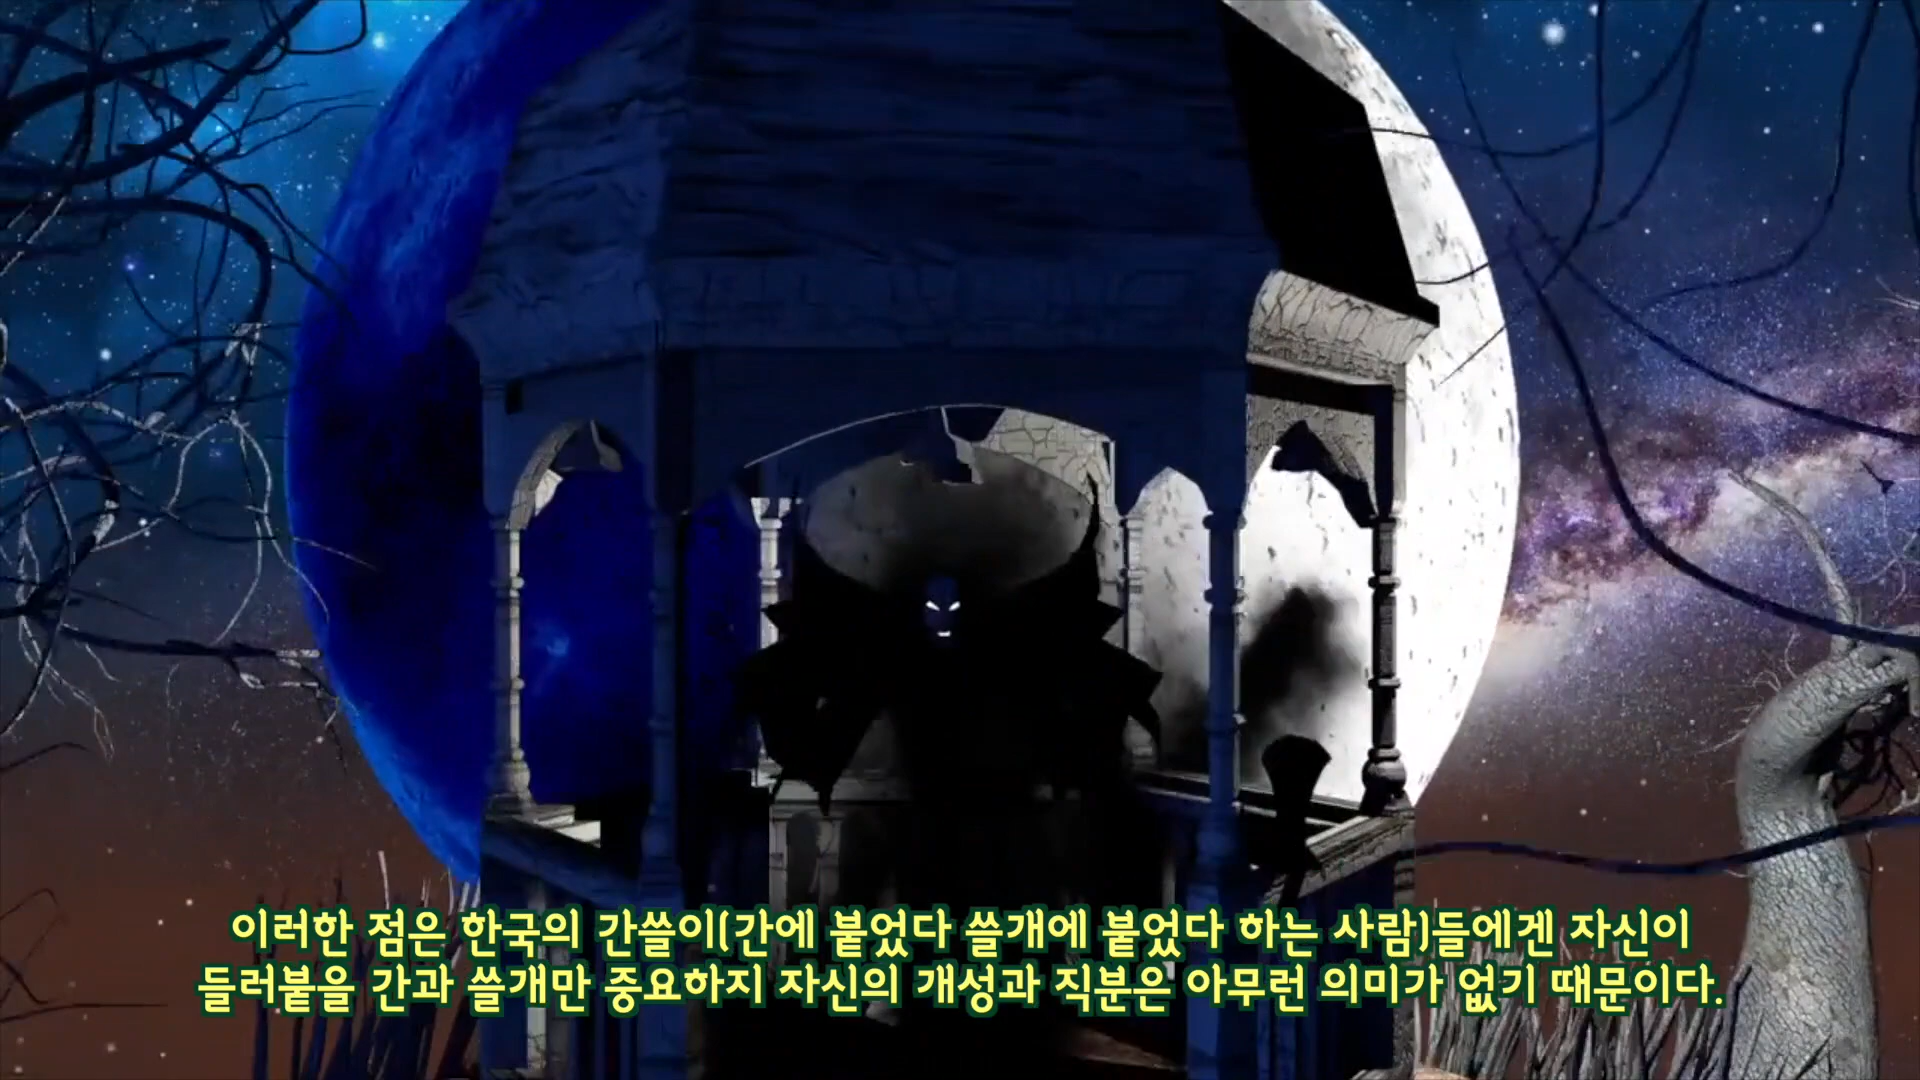 이러한 점은 한국의 간쓸이(간에 붙었다 쓸개에 붙었다 하는 사람)들에겐 자신이
들러붙을 간과 쓸개만 중요하지 자신의 개성과 직분은 아무런 의미가 없기 때문이다.